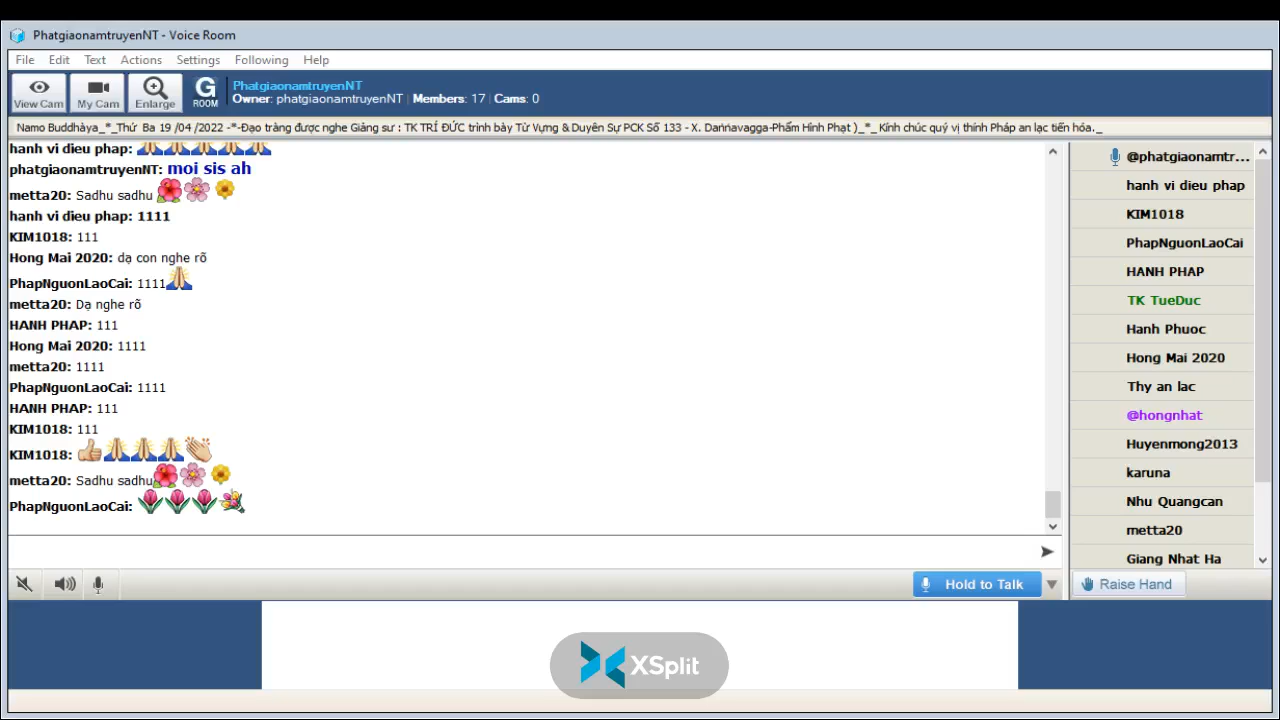 PhatgiaonamtruyenNT - Voice Room
File Edit Text Actions Settings Following Help
View Cam My Cam Enlarge G ROOM
PhatgiaonamtruyenNT
Owner: phatgiaonamtruyenNT | Members: 17 | Cams: 0
Namo Buddhàya_*_Thứ Ba 19 /04 /2022 -*-Đạo tràng được nghe Giảng sư : TK TRÍ ĐỨC trình bày Từ Vựng & Duyên Sự PCK Số 133 - X. Daṇṇavagga-Phẩm Hình Phạt )_*_ Kính chúc quý vị thính Pháp an lạc tiến hóa._
hanh vi dieu phap:
phatgiaonamtruyenNT: moi sis ah
metta20: Sadhu sadhu
hanh vi dieu phap: 1111
KIM1018: 111
Hong Mai 2020: dạ con nghe rõ
PhapNguonLaoCai: 1111
metta20: Dạ nghe rõ
HANH PHAP: 111
Hong Mai 2020: 1111
metta20: 1111
PhapNguonLaoCai: 1111
HANH PHAP: 111
KIM1018: 111
KIM1018:
metta20: Sadhu sadhu
PhapNguonLaoCai:
@phatgiaonamtr...
hanh vi dieu phap
KIM1018
PhapNguonLaoCai
HANH PHAP
TK TueDuc
Hanh Phuoc
Hong Mai 2020
Thy an lac
@hongnhat
Huyenmong2013
karuna
Nhu Quangcan
metta20
Giang Nhat Ha
Hold to Talk
Raise Hand
XSplit